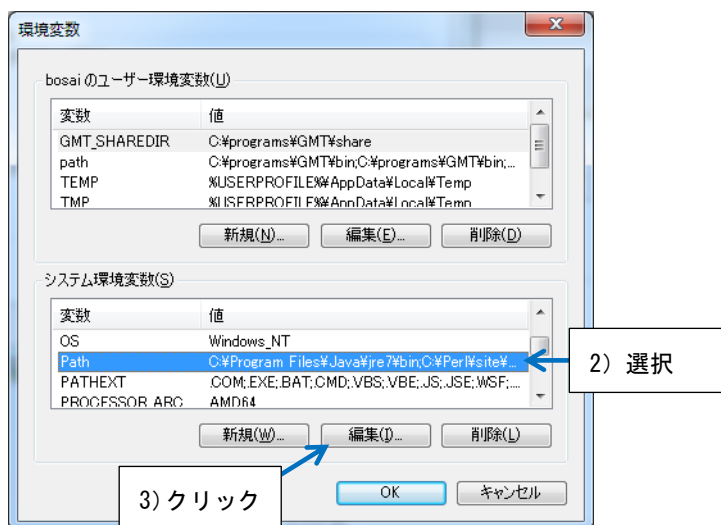 環境変数
bosai のユーザー環境変数(U)
変数 値
GMT_SHAREDIR C:¥programs¥GMT¥share
path C:¥programs¥GMT¥bin;C:¥programs¥GMT¥bin;...
TEMP %USERPROFILE%¥AppData¥Local¥Temp
TMP %USERPROFILE%¥AppData¥Local¥Temp
新規(N)... 編集(E)... 削除(D)
システム環境変数(S)
変数 値
OS Windows_NT
Path C:¥Program Files¥Java¥jre7¥bin;C:¥Perl¥site¥...
2) 選択
PATHEXT .COM;.EXE;.BAT;.CMD;.VBS;.VBE;.JS;.JSE;.WSF;...
PROCESSOR_ARC... AMD64
新規(W)... 編集(I)... 削除(L)
3)クリック
OK キャンセル